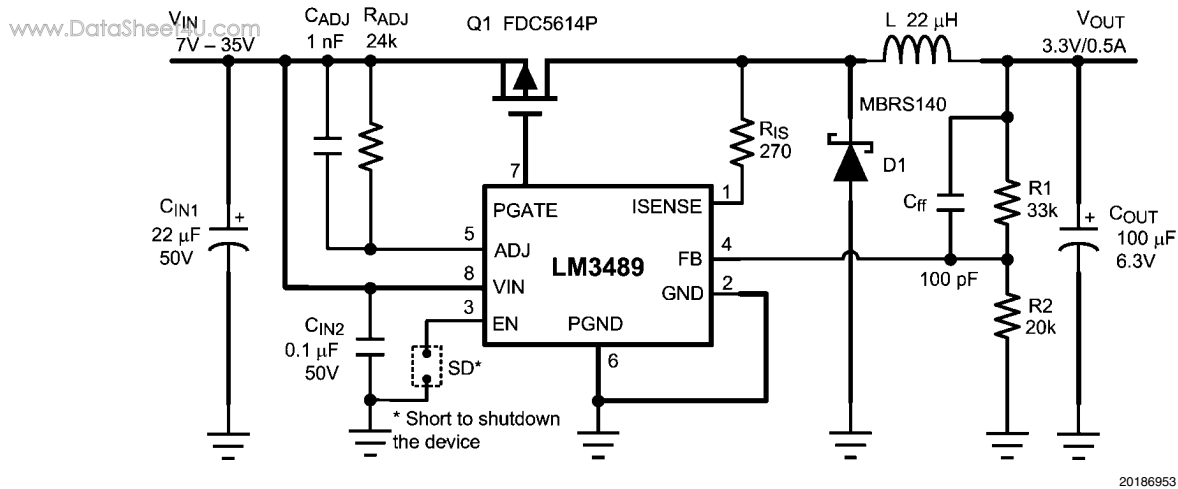 www.DataSheet4U.com
VIN
7V – 35V
CADJ
1 nF
RADJ
24k
Q1 FDC5614P
L 22 µH
VOUT
3.3V/0.5A
MBRS140
RIS
270
D1
7
1
PGATE
ISENSE
CIN1
22 µF
50V
+
5
ADJ
4
FB
LM3489
8
VIN
2
GND
3
EN
PGND
6
Cff
100 pF
R1
33k
R2
20k
+
COUT
100 µF
6.3V
CIN2
0.1 µF
50V
SD*
* Short to shutdown
the device
20186953